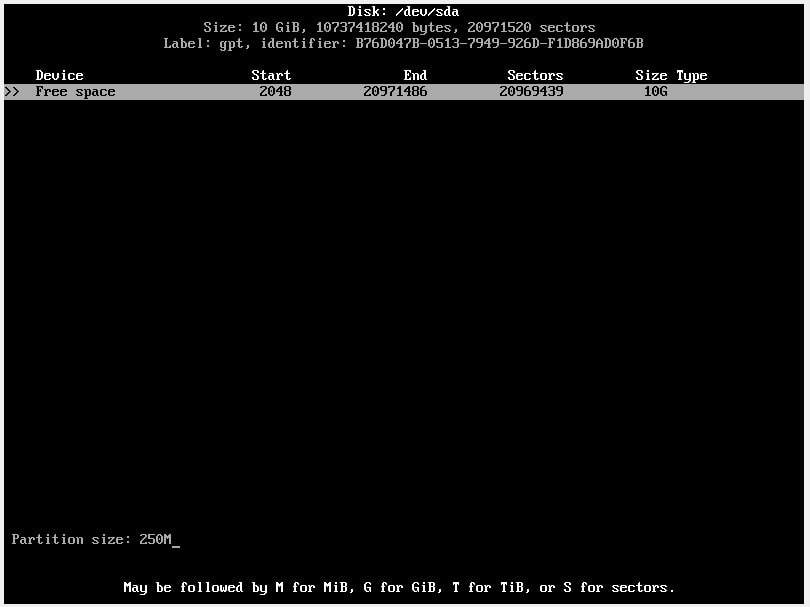 Disk: /dev/sda
Size: 10 GiB, 10737418240 bytes, 20971520 sectors
Label: gpt, identifier: B76D047B-0513-7949-926D-F1D869AD0F6B
Device Start End Sectors Size Type
>> Free space 2048 20971486 20969439 10G
Partition size: 250M_
May be followed by M for MiB, G for GiB, T for TiB, or S for sectors.